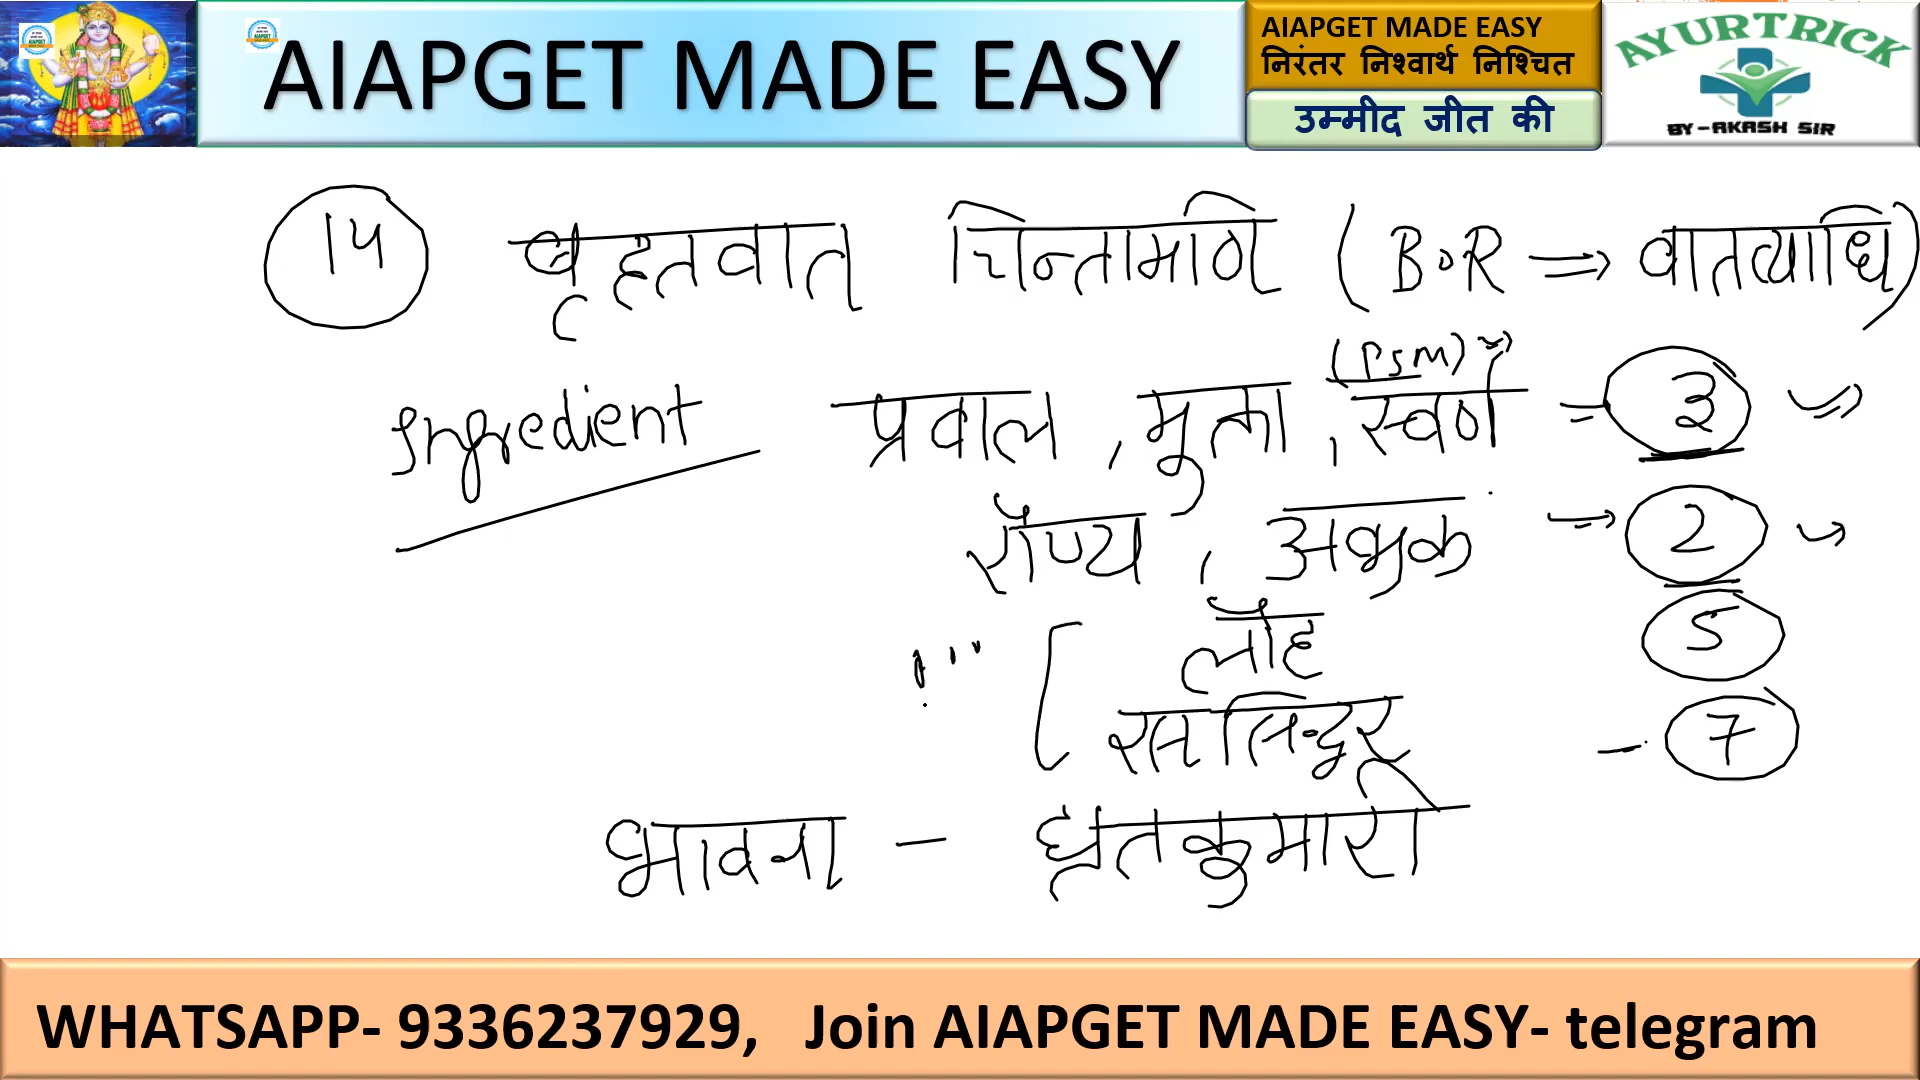 AIAPGET MADE EASY
AIAPGET MADE EASY
निरंतर निश्वार्थ निश्चित
उम्मीद जीत की
AYURTRICK
BY-AKASH SIR
14 बृहतवात चिन्तामणि (B.R => वातव्याधि)
(PSM)
Ingredient प्रवाल, मुक्ता, स्वर्ण = 3
रौप्य, अभ्रक → 2
लौह 5
रससिन्दूर - 7
भावना - घृतकुमारी
WHATSAPP- 9336237929, Join AIAPGET MADE EASY- telegram